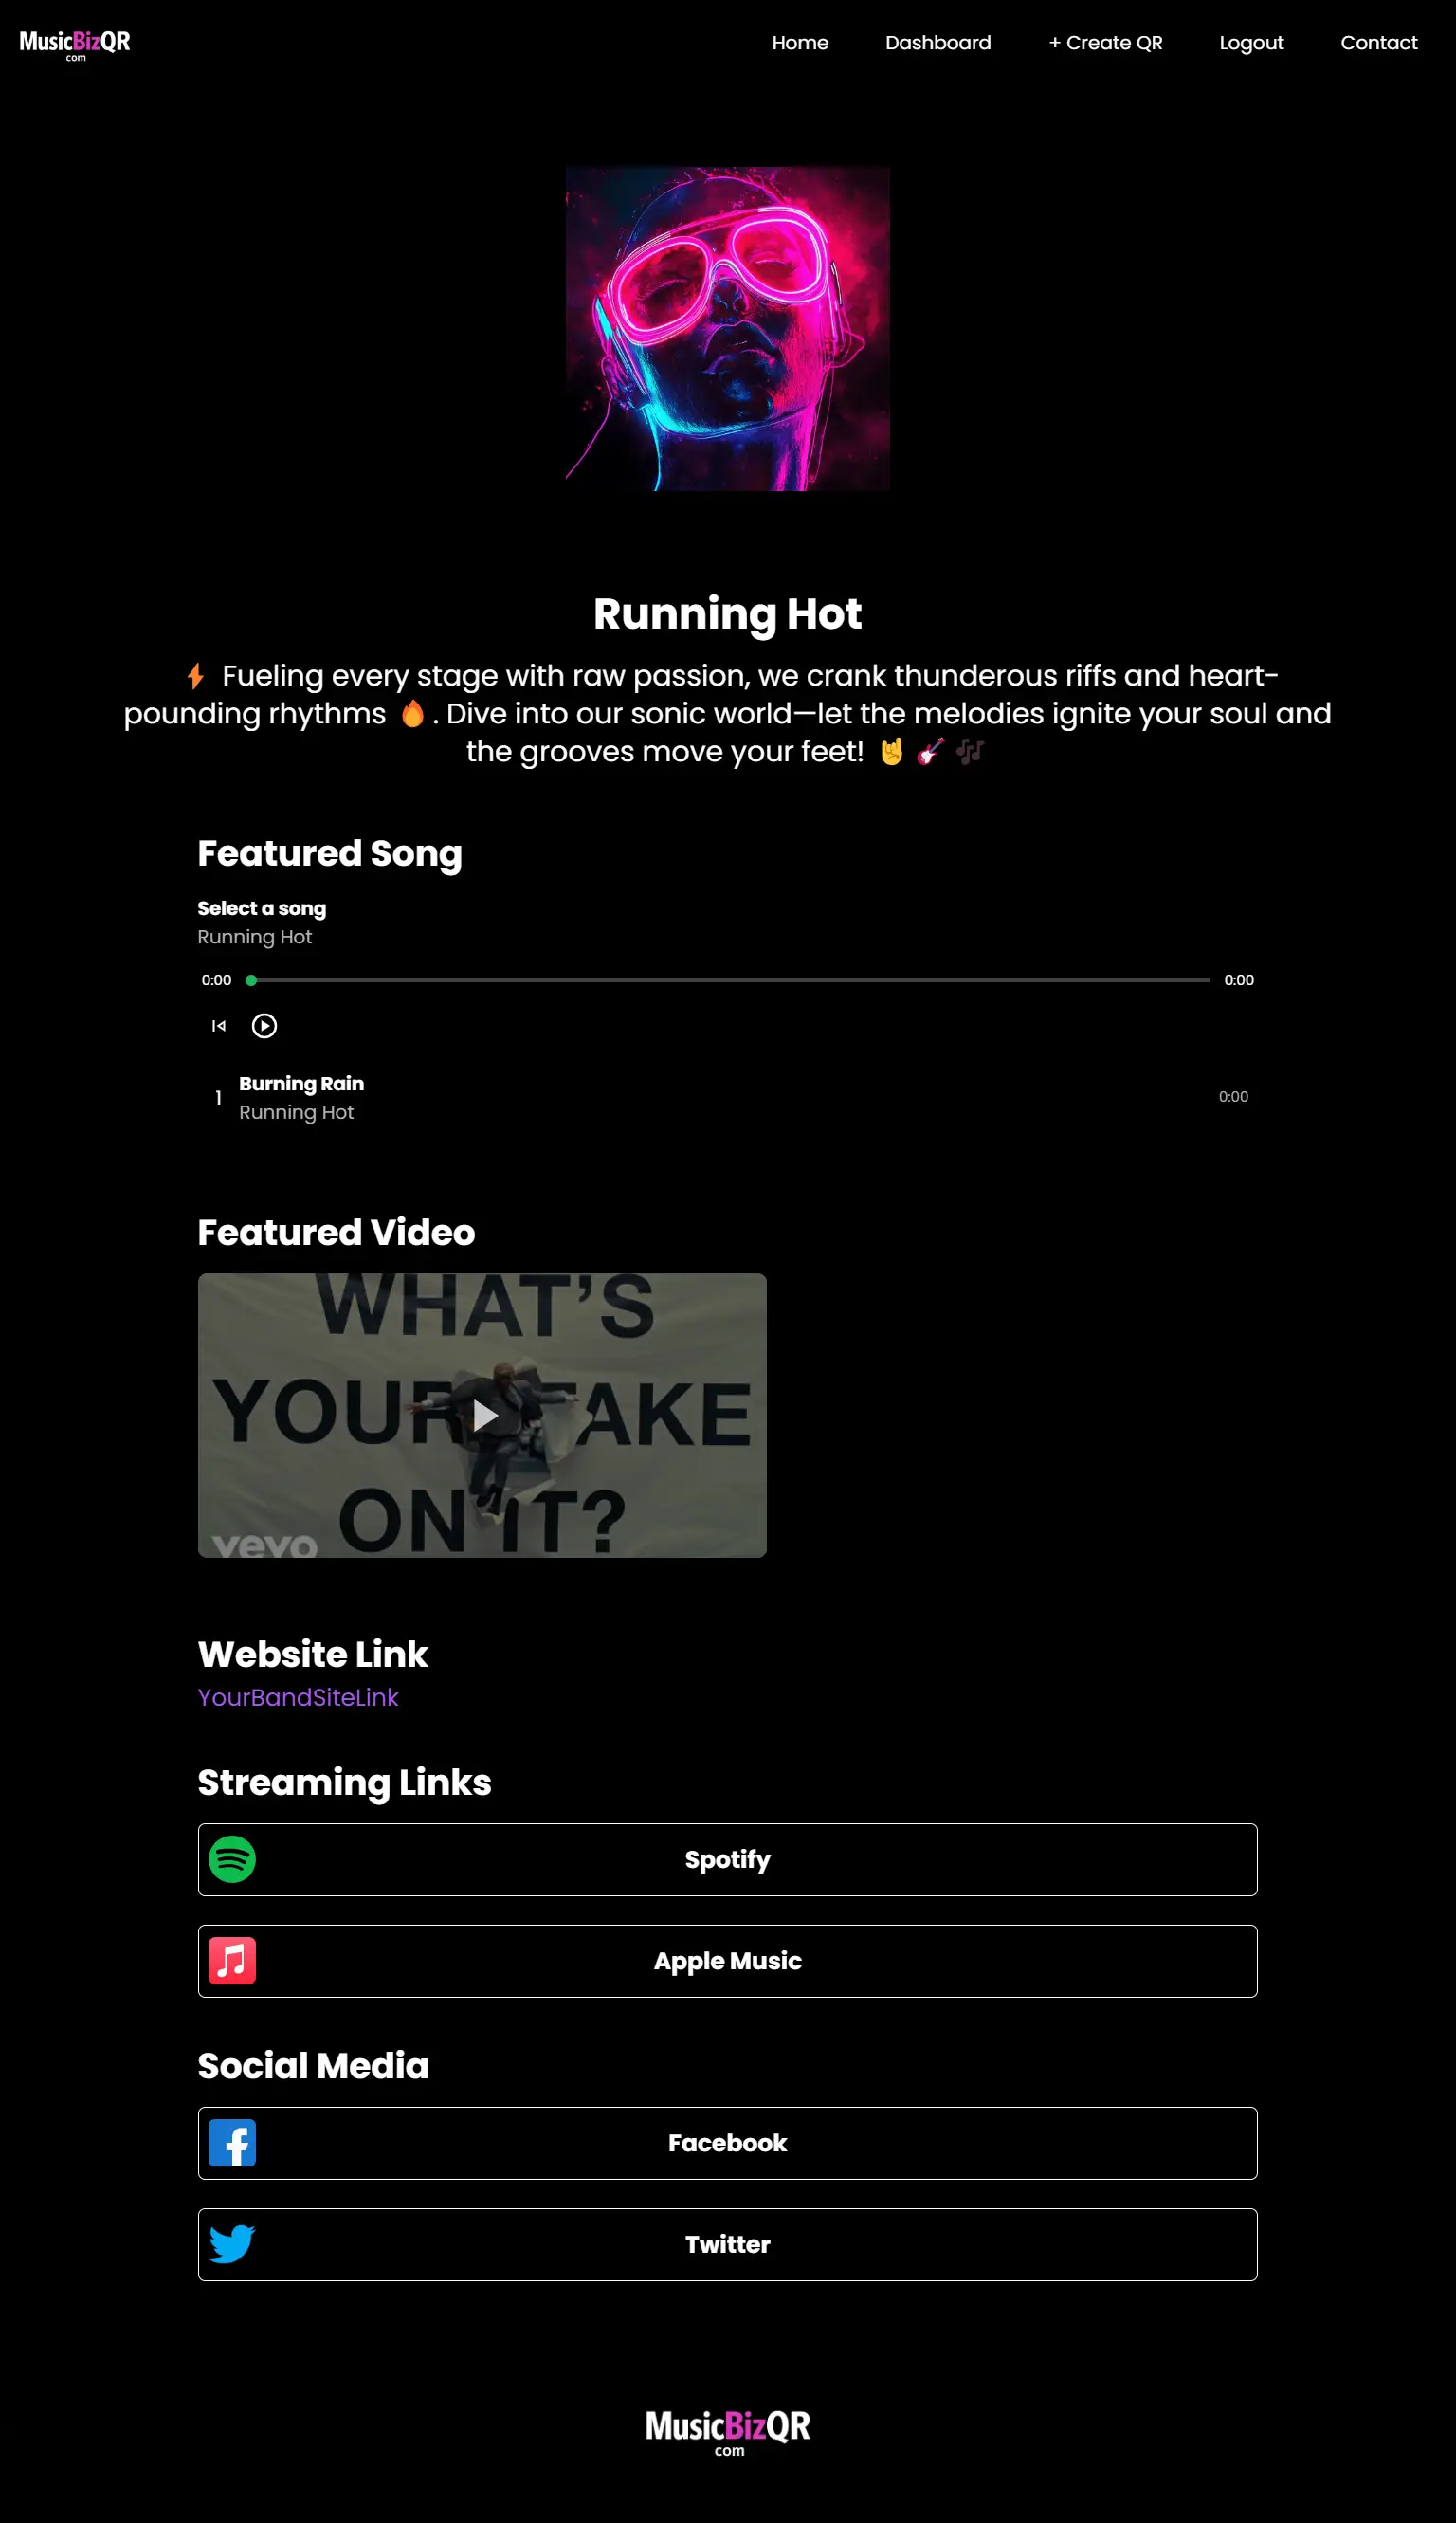 MusicBizQR
com
Home
Dashboard
+ Create QR
Logout
Contact
Running Hot
⚡ Fueling every stage with raw passion, we crank thunderous riffs and heart-
pounding rhythms 🔥. Dive into our sonic world—let the melodies ignite your soul and
the grooves move your feet! 🤘 🎸 🎶
Featured Song
Select a song
Running Hot
0:00
0:00
1
Burning Rain
Running Hot
0:00
Featured Video
WHAT'S
YOUR TAKE
ON IT?
vevo
Website Link
YourBandSiteLink
Streaming Links
Spotify
Apple Music
Social Media
Facebook
Twitter
MusicBizQR
com